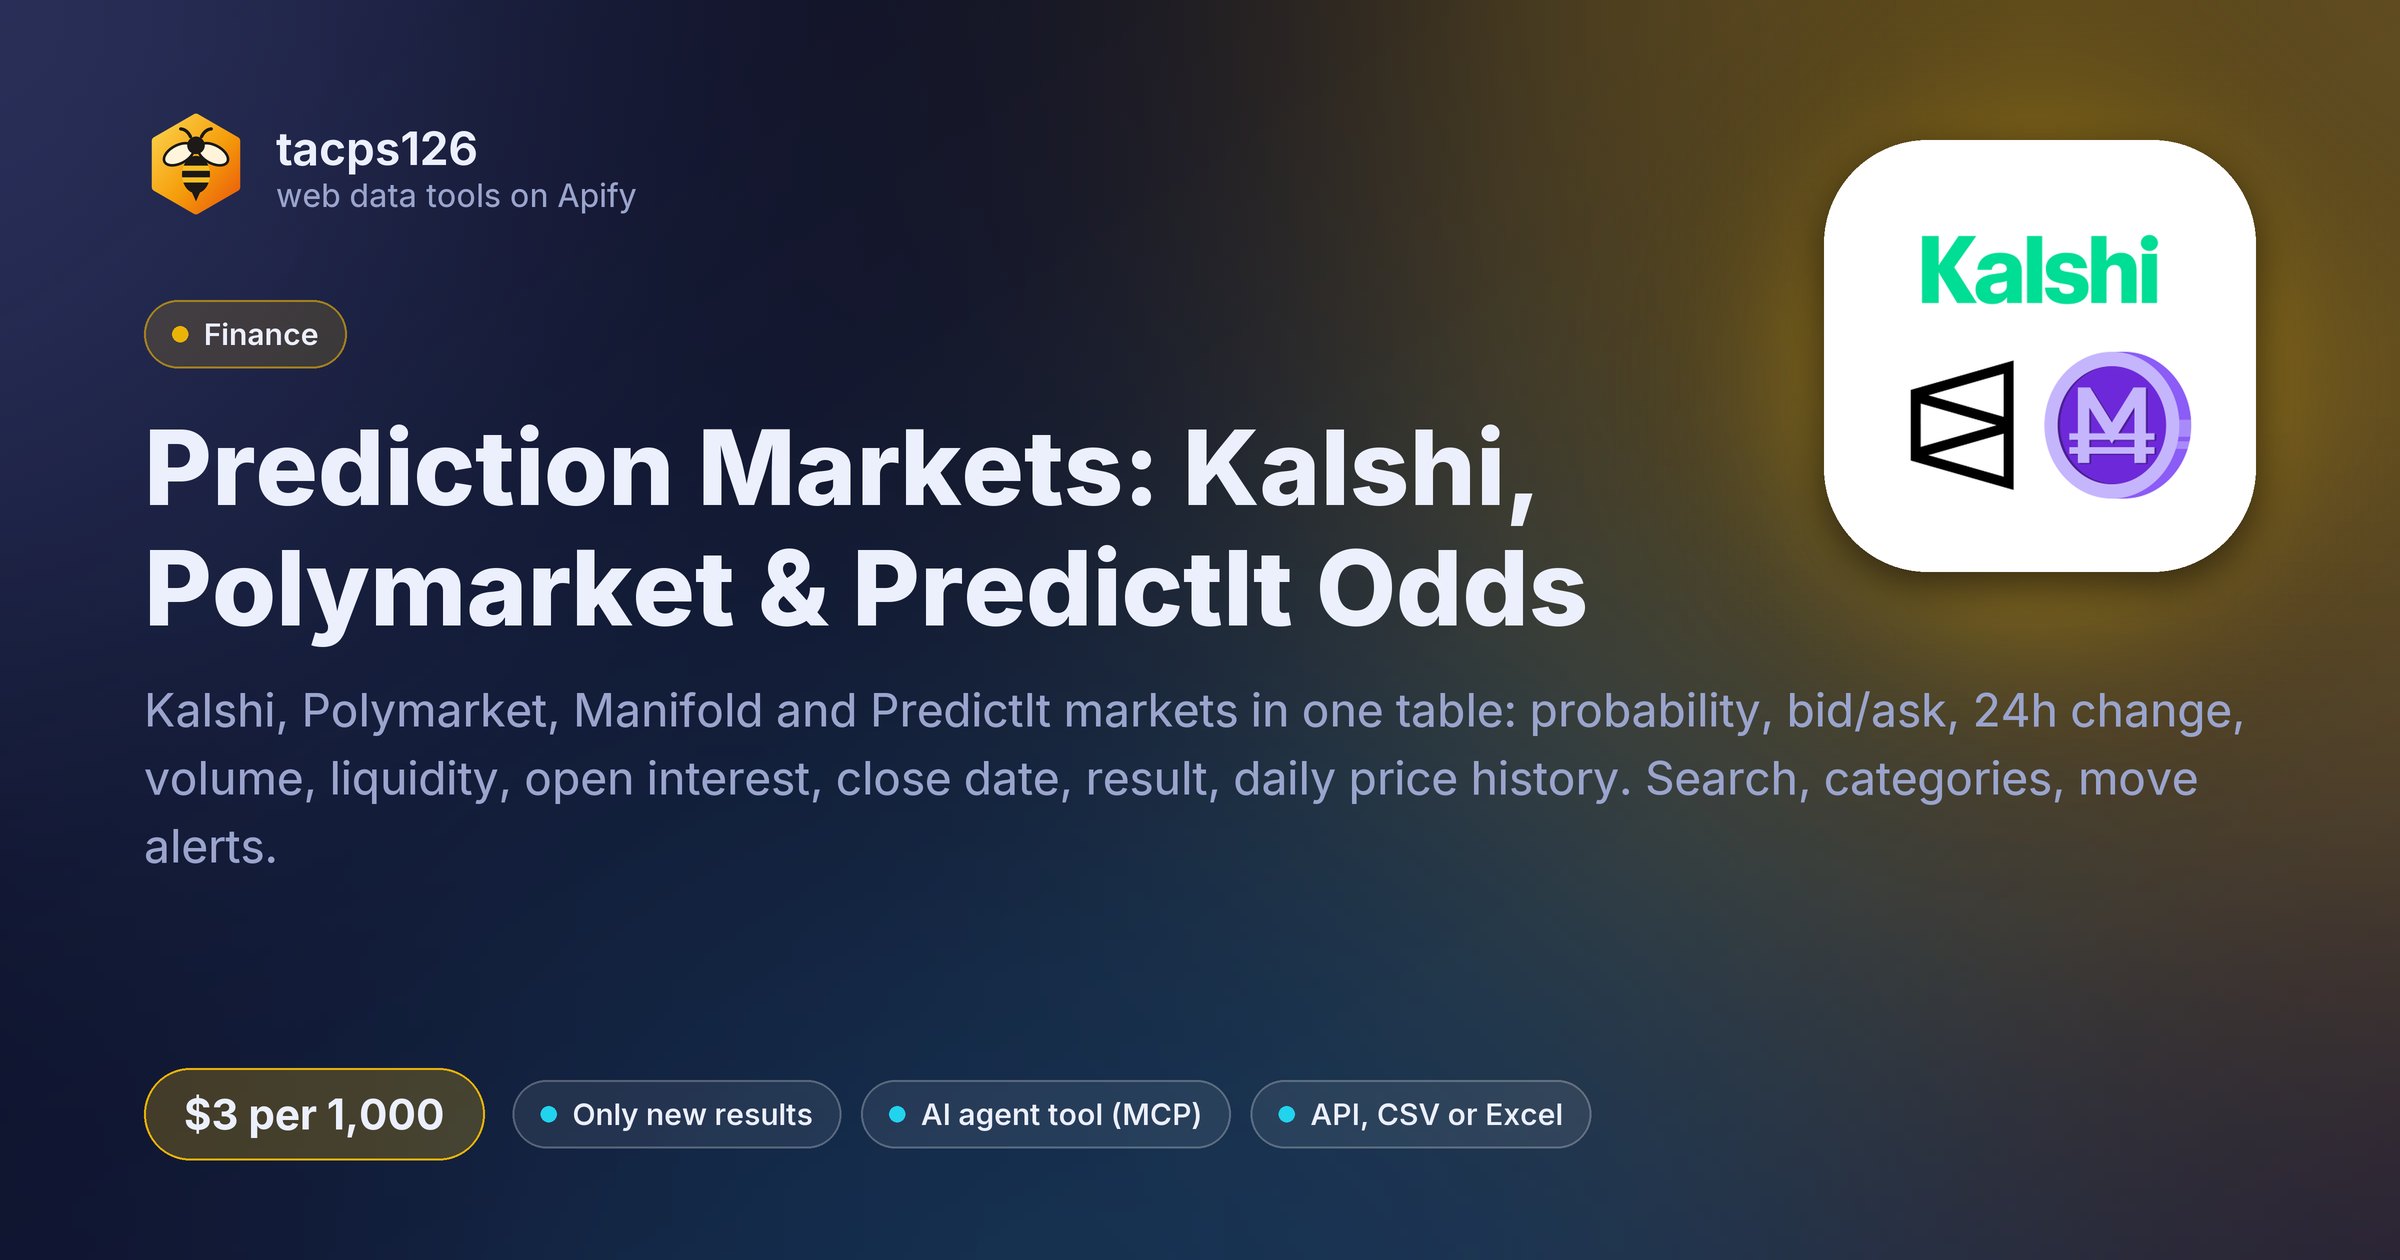 tacps126
web data tools on Apify
Finance
Kalshi
Prediction Markets: Kalshi,
Polymarket & PredictIt Odds
Kalshi, Polymarket, Manifold and PredictIt markets in one table: probability, bid/ask, 24h change,
volume, liquidity, open interest, close date, result, daily price history. Search, categories, move
alerts.
$3 per 1,000
Only new results
AI agent tool (MCP)
API, CSV or Excel